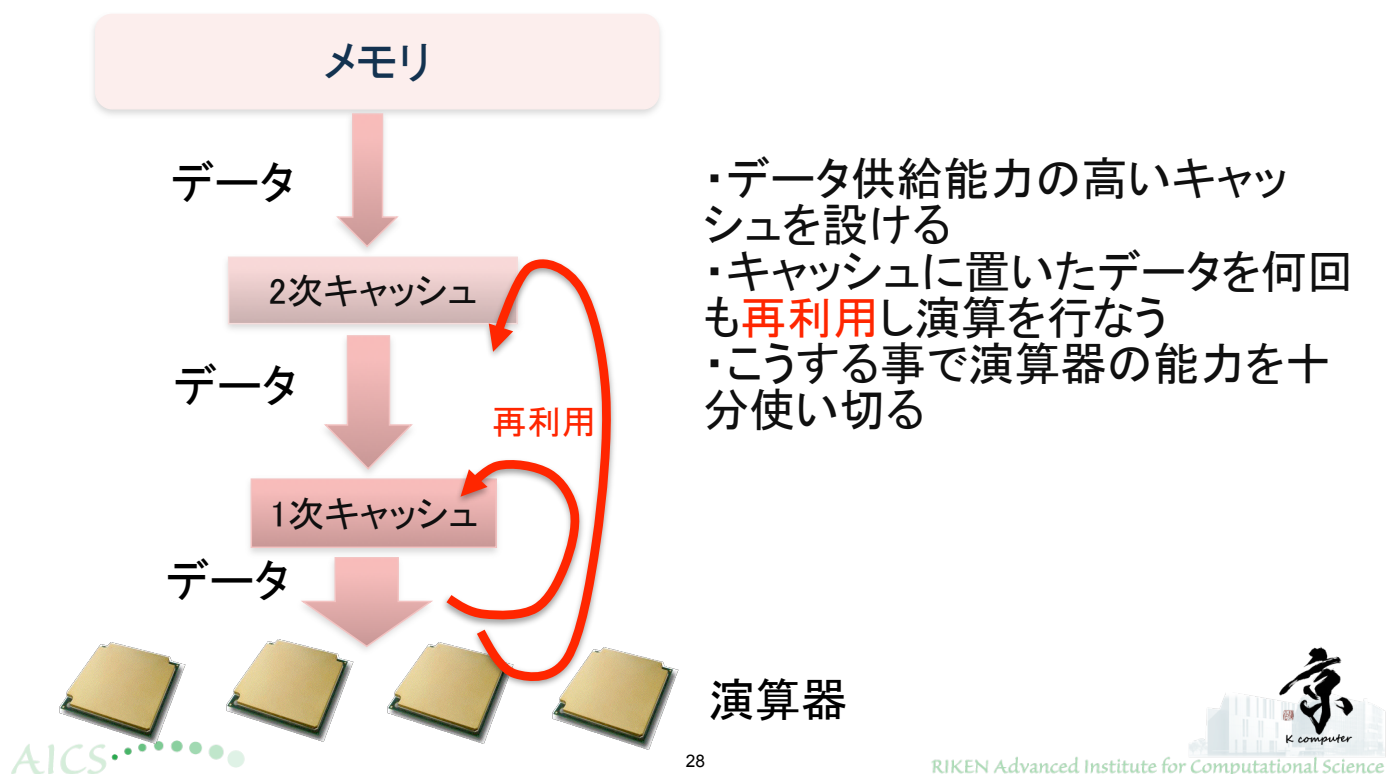 メモリ
データ
2次キャッシュ
データ
再利用
1次キャッシュ
データ
・データ供給能力の高いキャッ
シュを設ける
・キャッシュに置いたデータを何回
も再利用し演算を行なう
・こうする事で演算器の能力を十
分使い切る
演算器
京
K computer
AICS
28
RIKEN Advanced Institute for Computational Science